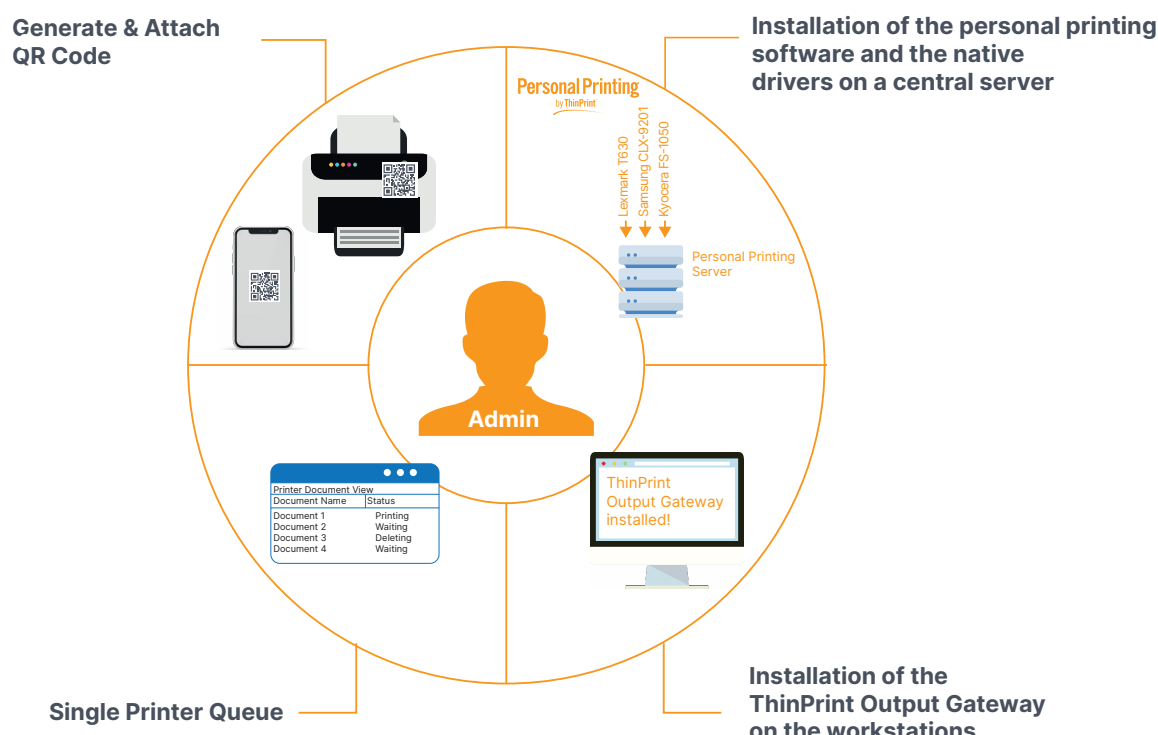 Generate & Attach
QR Code
Installation of the personal printing
software and the native
drivers on a central server
Personal Printing
by ThinPrint
Lexmark T630
Samsung CLX-9201
Kyocera FS-1050
Personal Printing
Server
Admin
Printer Document View
Document Name Status
Document 1 Printing
Document 2 Waiting
Document 3 Deleting
Document 4 Waiting
ThinPrint
Output Gateway
installed!
Single Printer Queue
Installation of the
ThinPrint Output Gateway
on the workstations